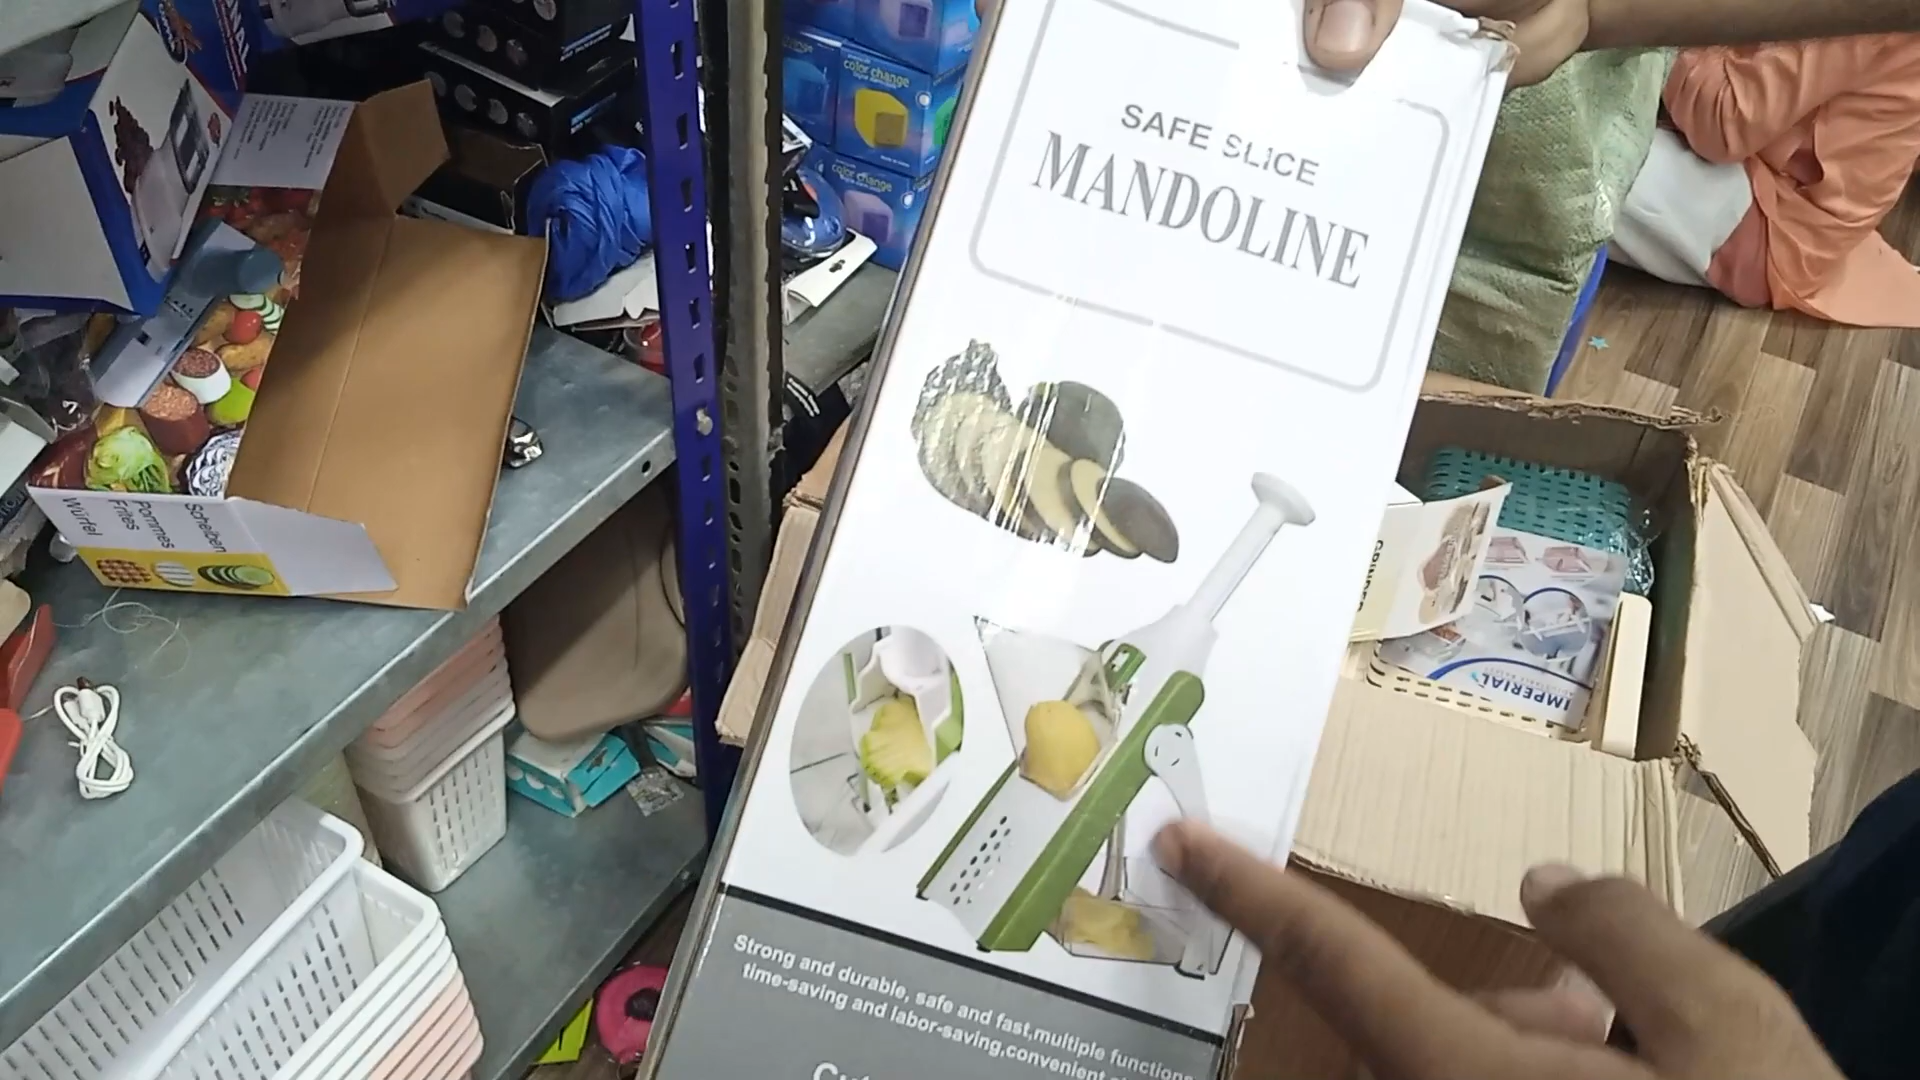 SAFE SLICE
MANDOLINE
Strong and durable, safe and fast,multiple functions
time-saving and labor-saving,convenient
color change
color change
Scheiben
Pommes
Frites
Würfel
GRINDER
IMPERIAL